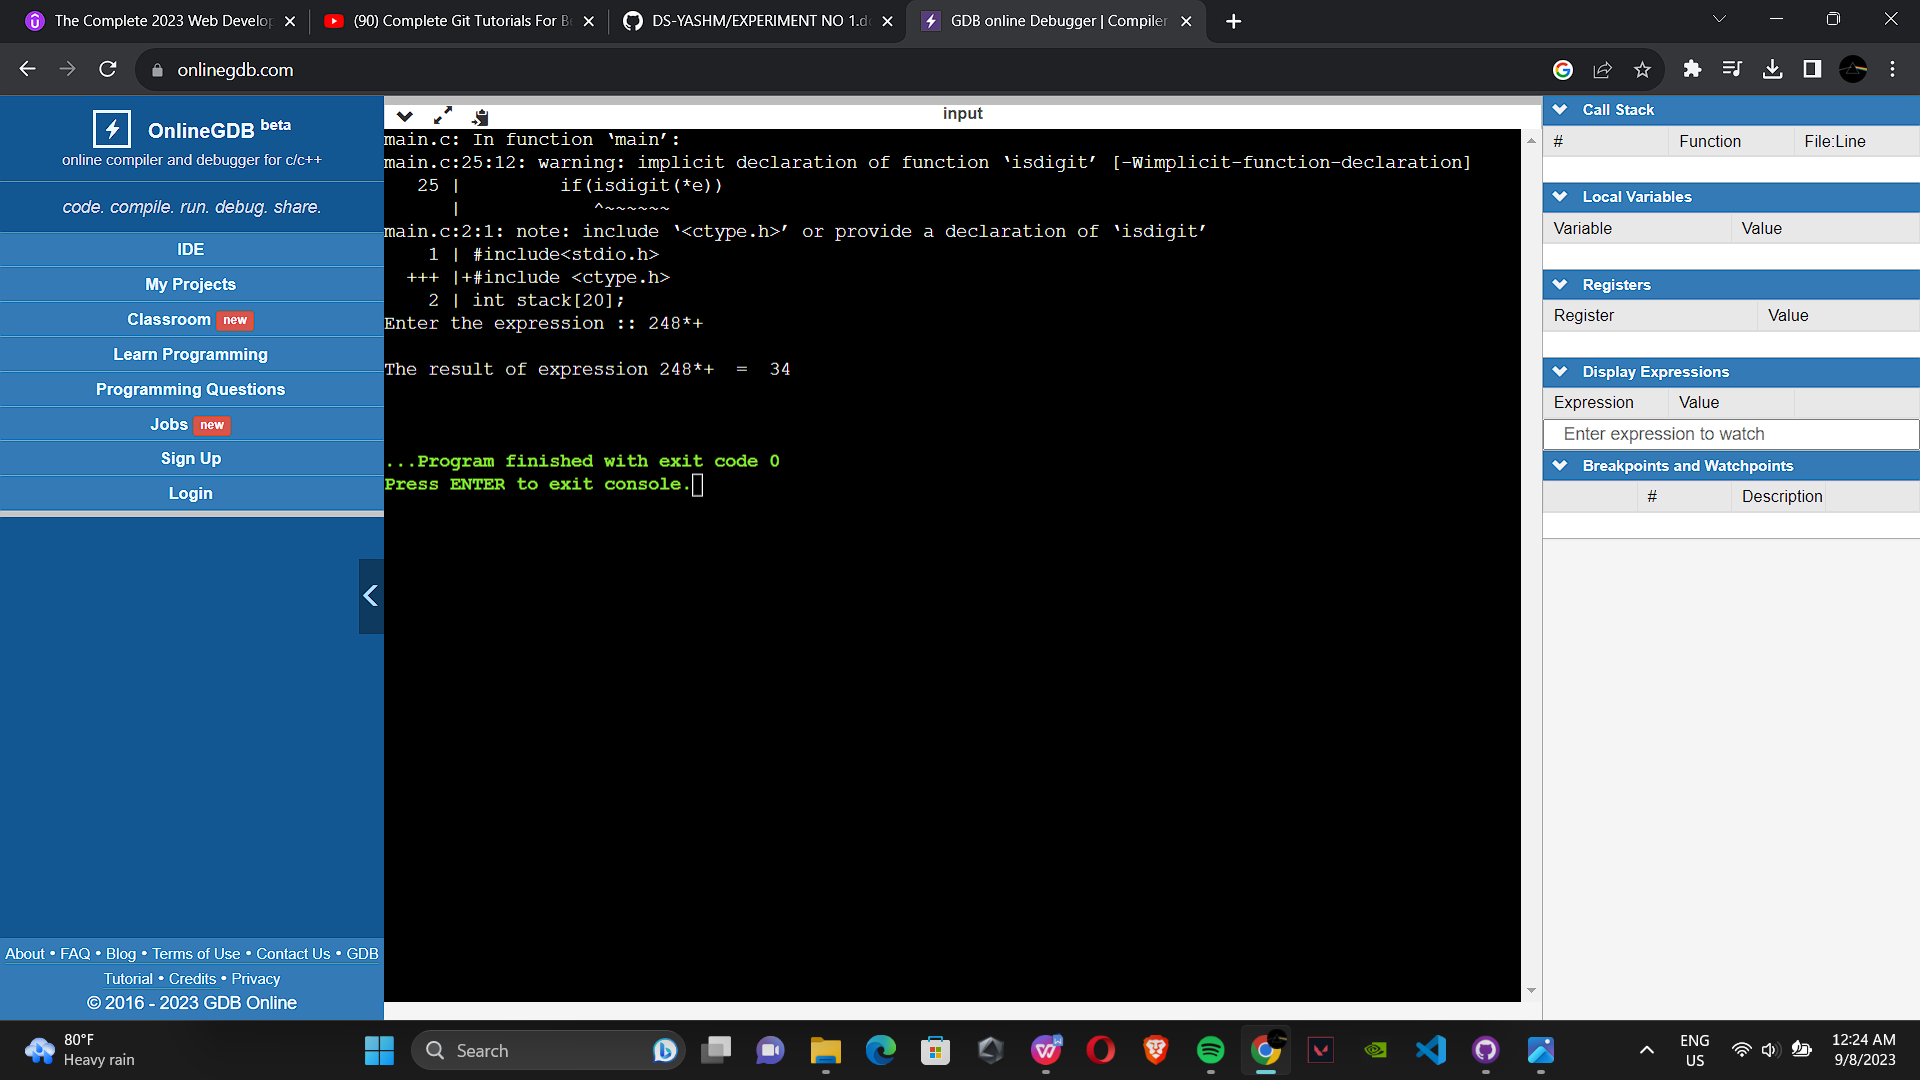 The Complete 2023 Web Develop
(90) Complete Git Tutorials For Be
DS-YASHM/EXPERIMENT NO 1.do
GDB online Debugger | Compiler
onlinegdb.com
OnlineGDB beta
online compiler and debugger for c/c++
code. compile. run. debug. share.
IDE
My Projects
Classroom new
Learn Programming
Programming Questions
Jobs new
Sign Up
Login
About • FAQ • Blog • Terms of Use • Contact Us • GDB
Tutorial • Credits • Privacy
© 2016 - 2023 GDB Online
input
main.c: In function ‘main’:
main.c:25:12: warning: implicit declaration of function ‘isdigit’ [-Wimplicit-function-declaration]
25 | if(isdigit(*e))
| ^~~~~~~
main.c:2:1: note: include ‘<ctype.h>’ or provide a declaration of ‘isdigit’
1 | #include<stdio.h>
+++ |+#include <ctype.h>
2 | int stack[20];
Enter the expression :: 248*+
The result of expression 248*+ = 34
...Program finished with exit code 0
Press ENTER to exit console.
Call Stack
# Function File:Line
Local Variables
Variable Value
Registers
Register Value
Display Expressions
Expression Value
Enter expression to watch
Breakpoints and Watchpoints
# Description
80°F
Heavy rain
Search
ENG
US
12:24 AM
9/8/2023